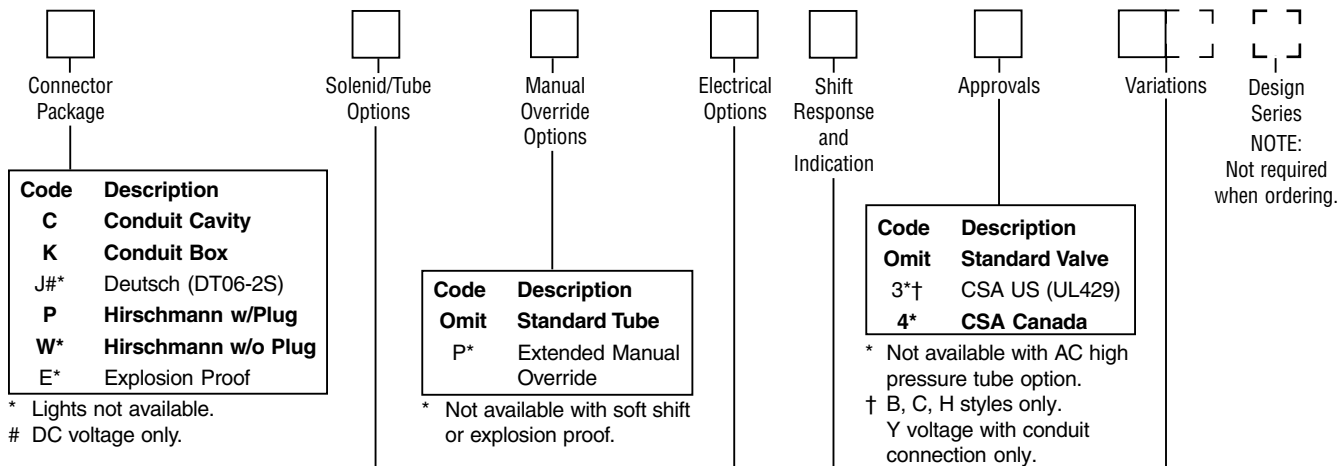 Connector
Package
Solenid/Tube
Options
Manual
Override
Options
Electrical
Options
Shift
Response
and
Indication
Approvals
Variations
Design
Series
NOTE:
Not required
when ordering.
Code Description
C Conduit Cavity
K Conduit Box
J#* Deutsch (DT06-2S)
P Hirschmann w/Plug
W* Hirschmann w/o Plug
E* Explosion Proof
* Lights not available.
# DC voltage only.
Code Description
Omit Standard Tube
P* Extended Manual
Override
* Not available with soft shift
or explosion proof.
Code Description
Omit Standard Valve
3*† CSA US (UL429)
4* CSA Canada
* Not available with AC high
pressure tube option.
† B, C, H styles only.
Y voltage with conduit
connection only.